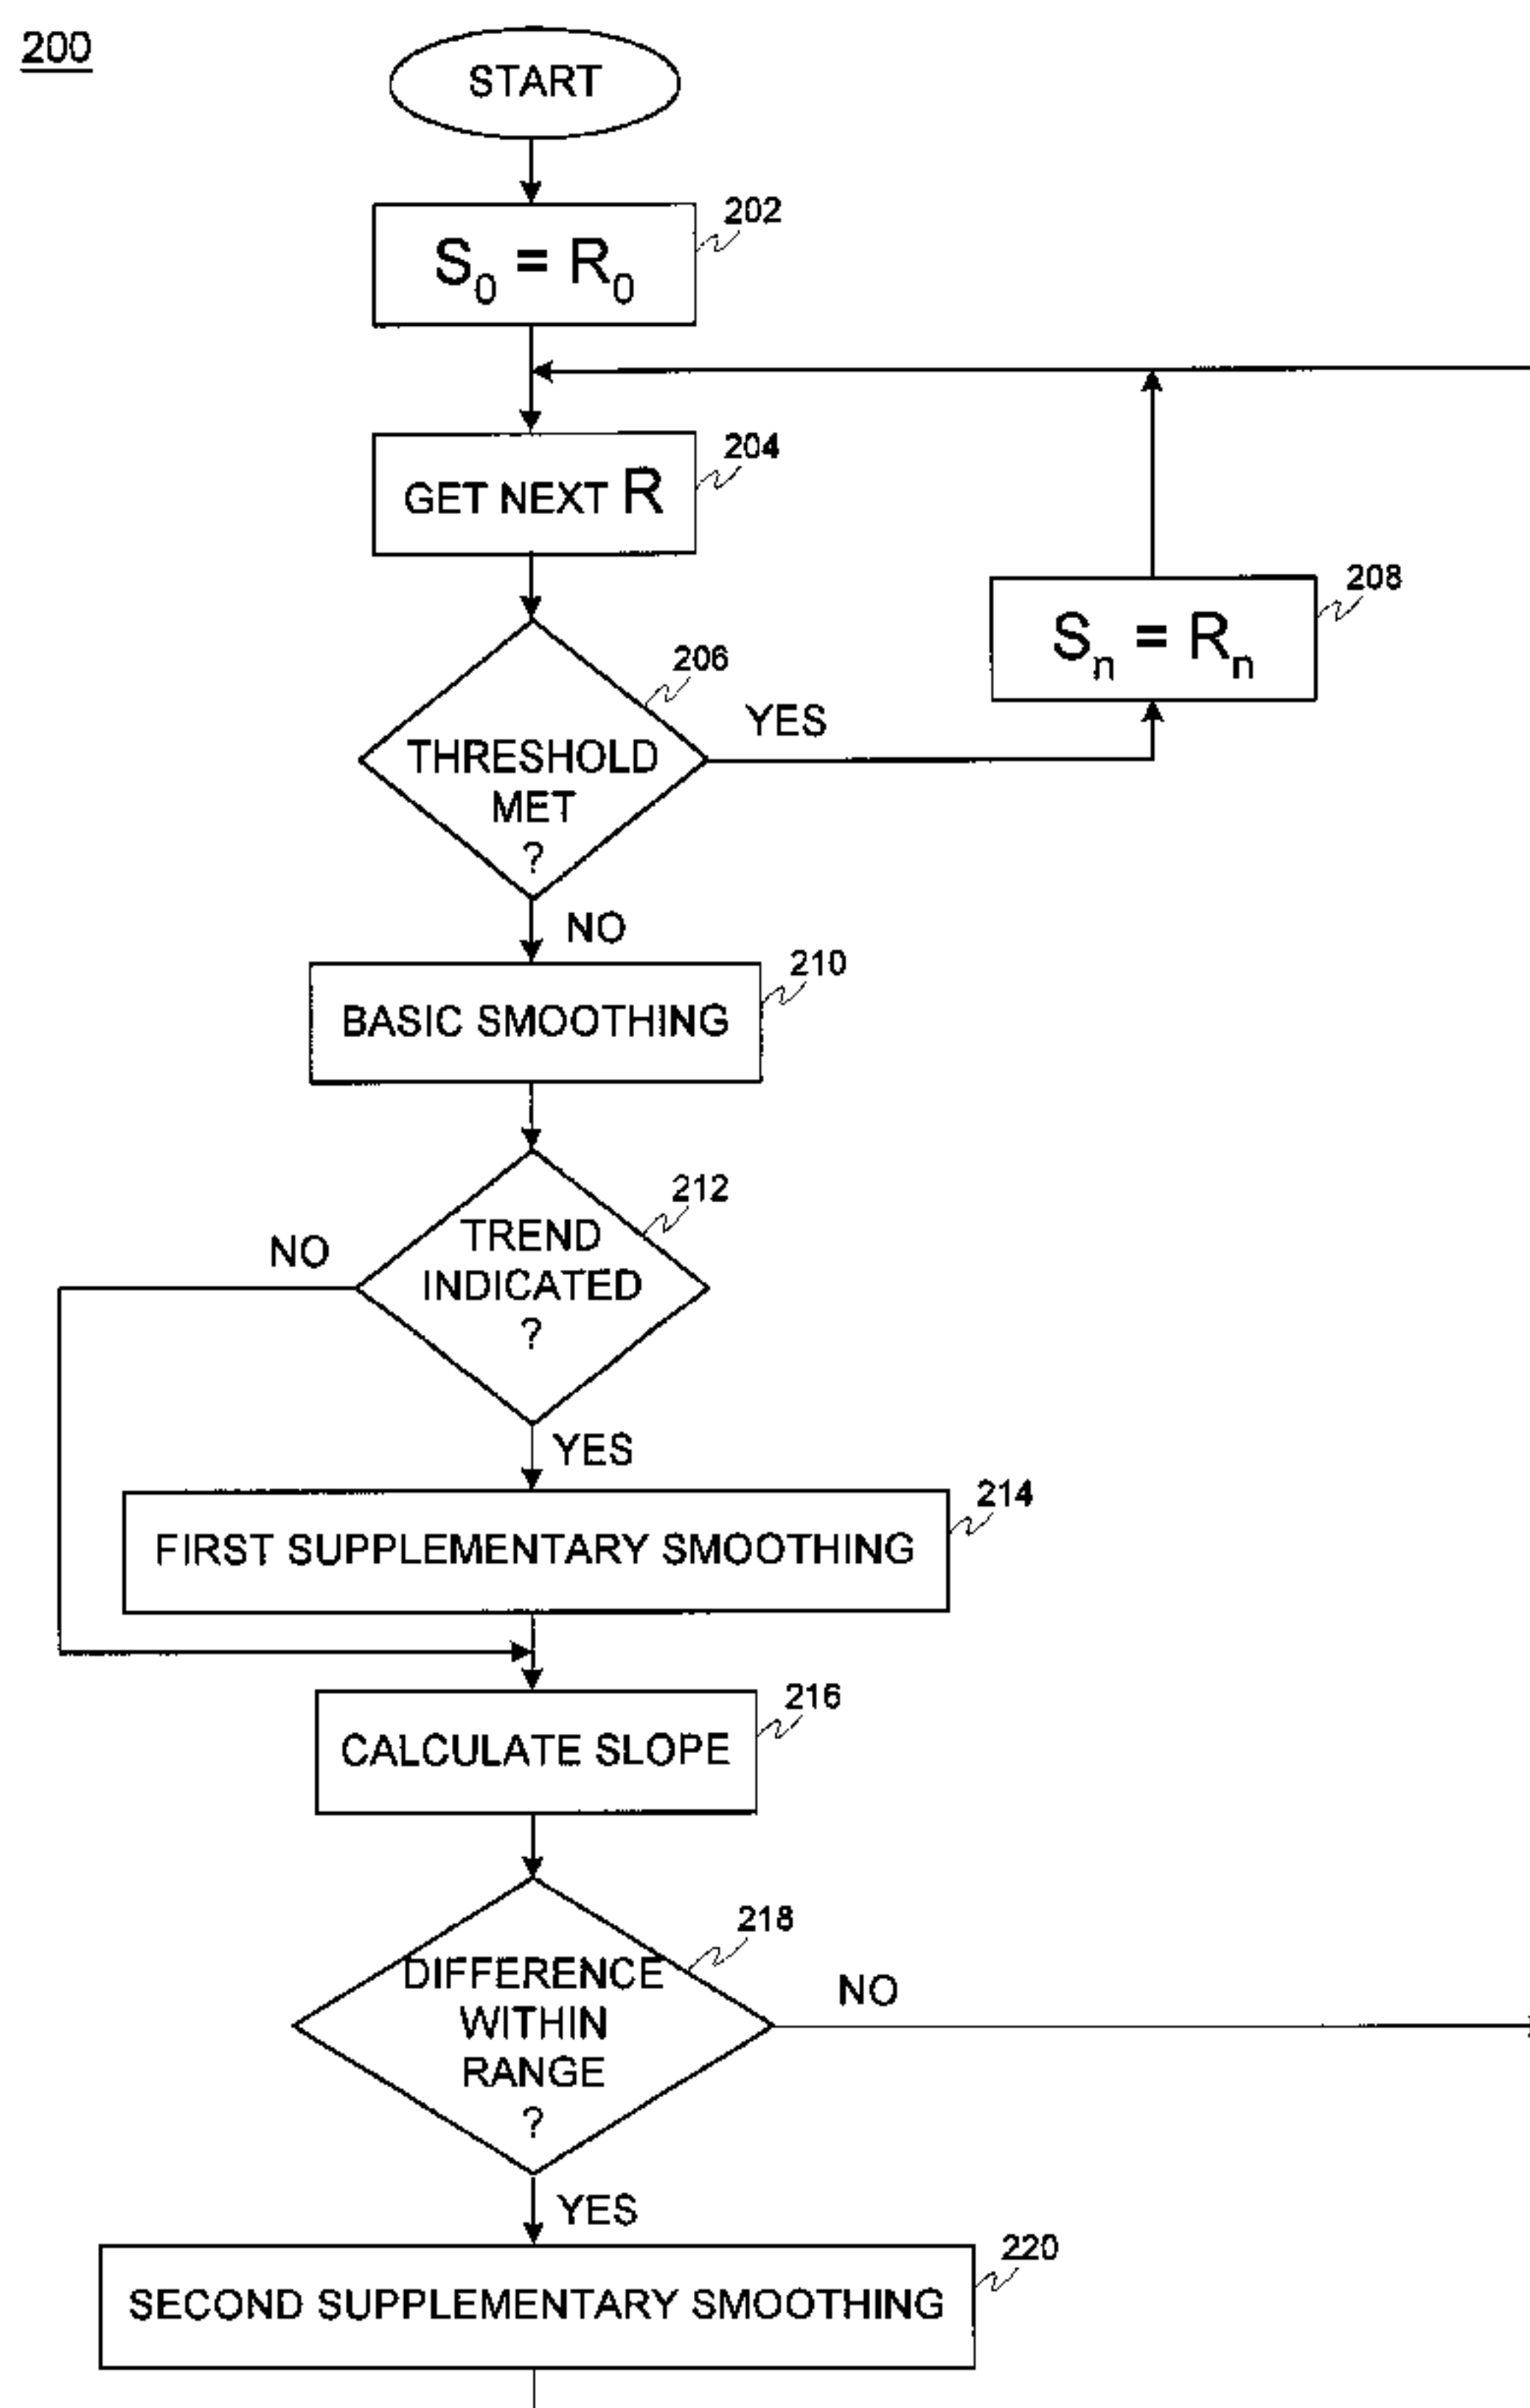 200
START
202
S₀ = R₀
204
GET NEXT R
206
THRESHOLD
MET
?
YES
208
Sₙ = Rₙ
NO
210
BASIC SMOOTHING
212
TREND
INDICATED
?
NO
YES
214
FIRST SUPPLEMENTARY SMOOTHING
216
CALCULATE SLOPE
218
DIFFERENCE
WITHIN
RANGE
?
NO
YES
220
SECOND SUPPLEMENTARY SMOOTHING